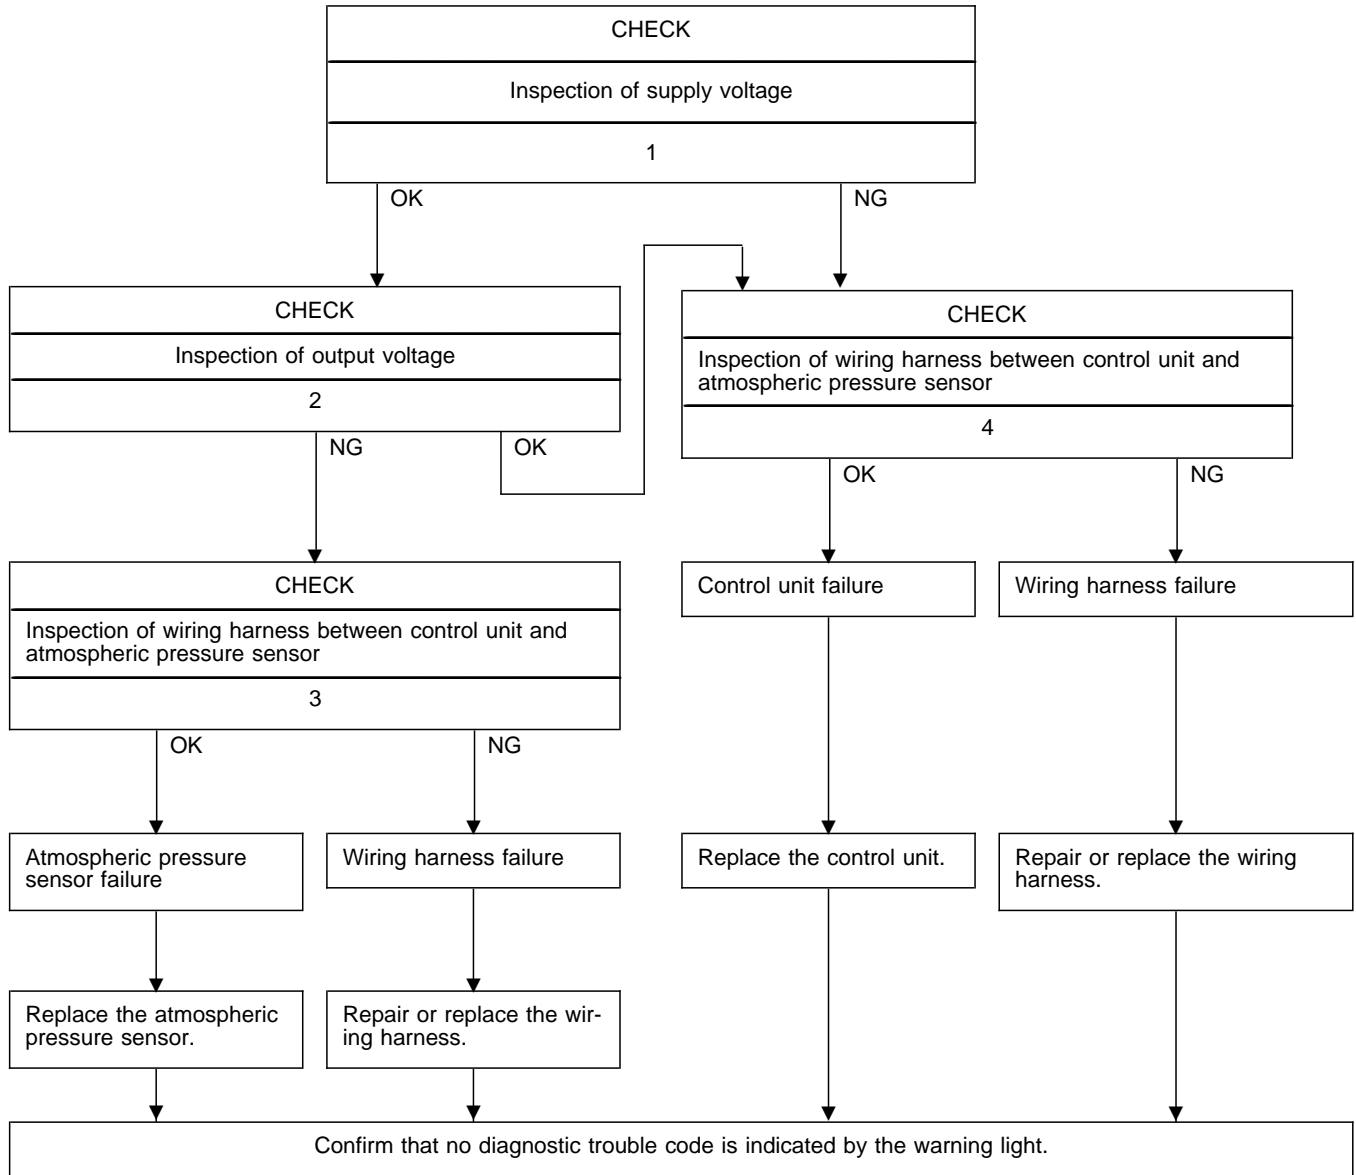 CHECK
Inspection of supply voltage
1
OK
NG
CHECK
Inspection of output voltage
2
NG
OK
CHECK
Inspection of wiring harness between control unit and
atmospheric pressure sensor
4
OK
NG
CHECK
Inspection of wiring harness between control unit and
atmospheric pressure sensor
3
OK
NG
Control unit failure
Wiring harness failure
Atmospheric pressure
sensor failure
Wiring harness failure
Replace the control unit.
Repair or replace the wiring
harness.
Replace the atmospheric
pressure sensor.
Repair or replace the wir-
ing harness.
Confirm that no diagnostic trouble code is indicated by the warning light.